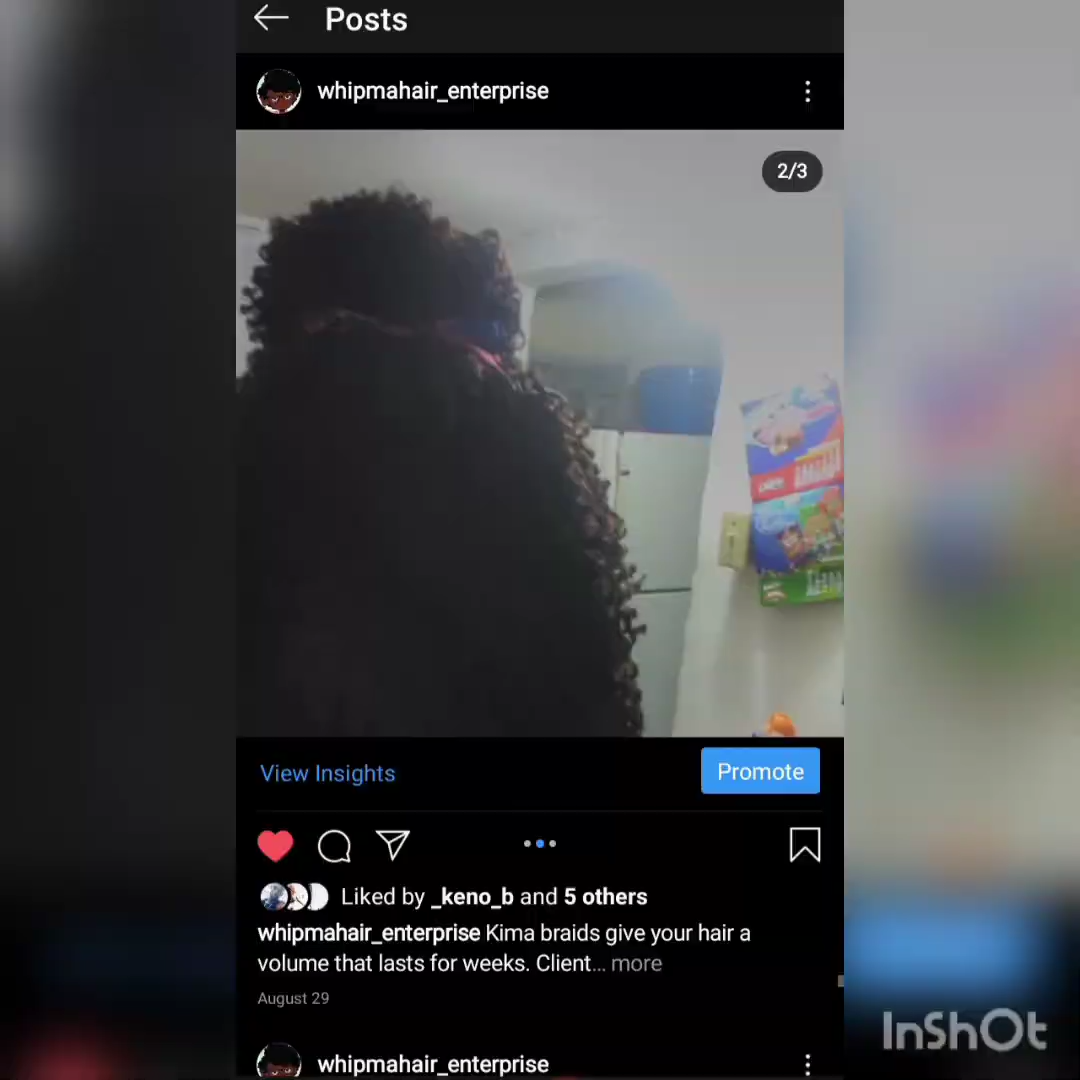 Posts
whipmahair_enterprise
2/3
View Insights
Promote
Liked by _keno_b and 5 others
whipmahair_enterprise Kima braids give your hair a
volume that lasts for weeks. Client... more
August 29
whipmahair_enterprise
InShOt